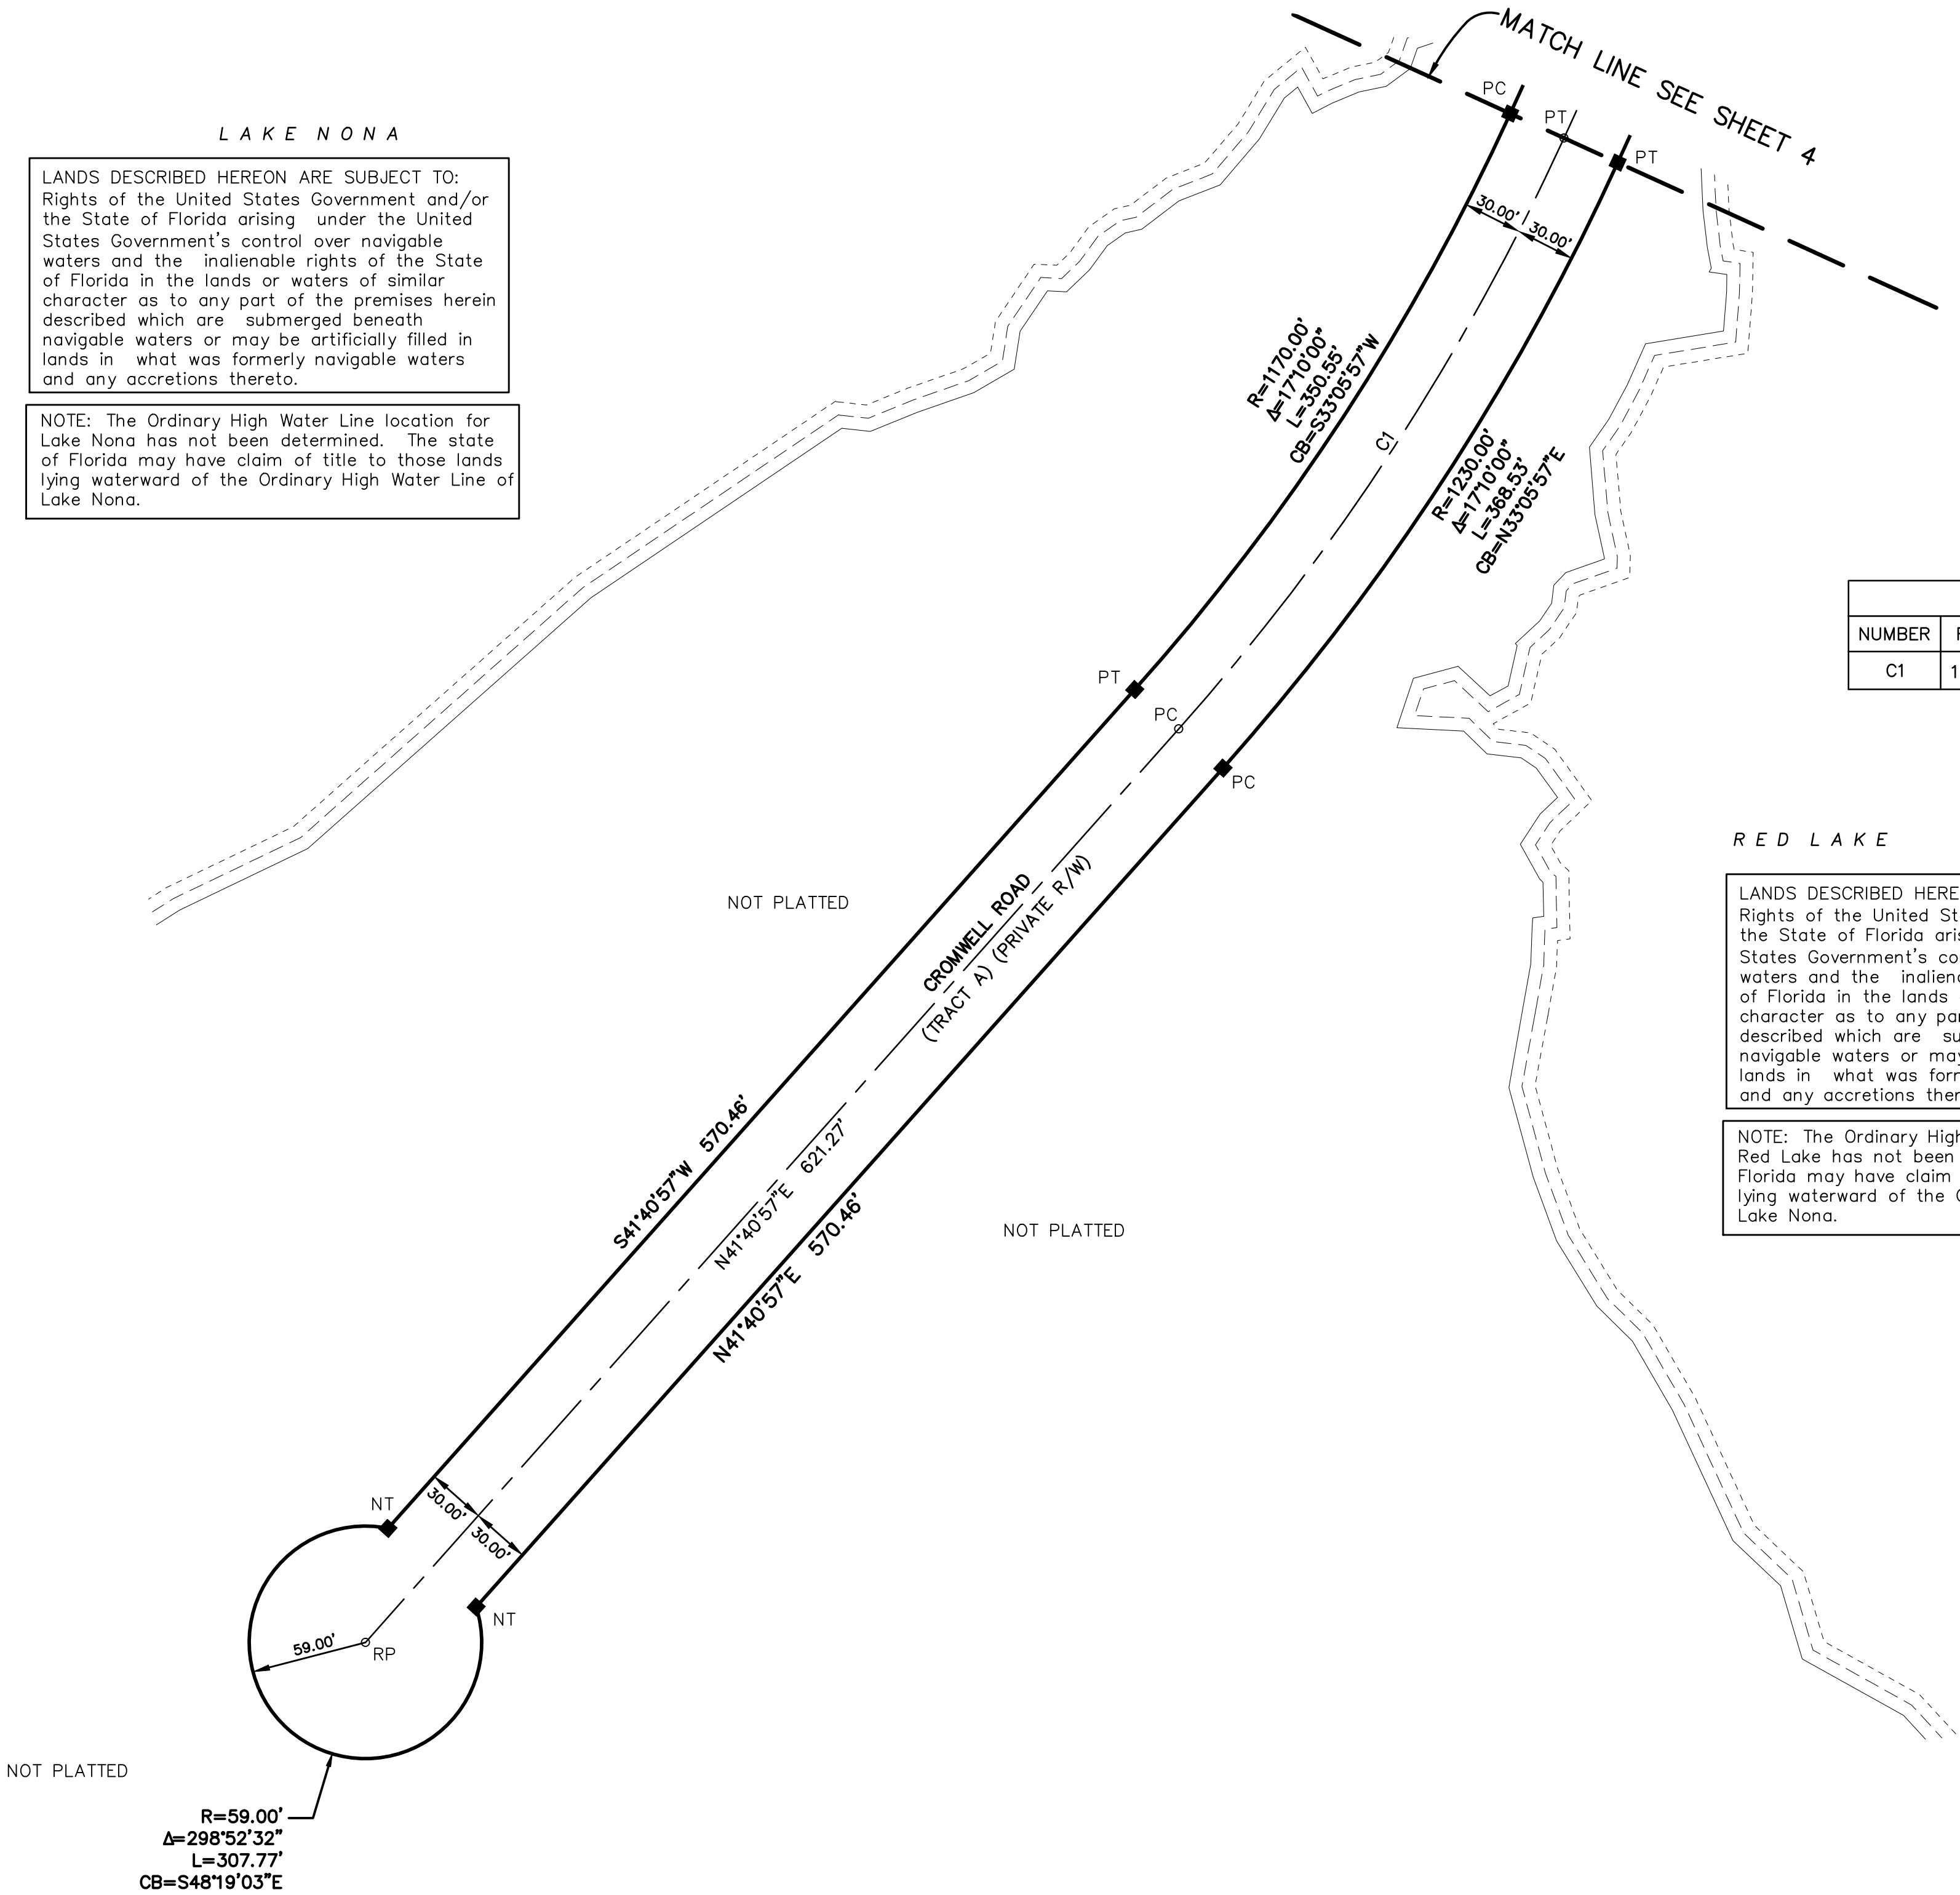 MATCH LINE SEE SHEET 4
PC
PT
PT
30.00'
30.00'
LAKE NONA
LANDS DESCRIBED HEREON ARE SUBJECT TO:
Rights of the United States Government and/or
the State of Florida arising under the United
States Government's control over navigable
waters and the inalienable rights of the State
of Florida in the lands or waters of similar
character as to any part of the premises herein
described which are submerged beneath
navigable waters or may be artificially filled in
lands in what was formerly navigable waters
and any accretions thereto.
NOTE: The Ordinary High Water Line location for
Lake Nona has not been determined. The state
of Florida may have claim of title to those lands
lying waterward of the Ordinary High Water Line of
Lake Nona.
R=1170.00'
Δ=17°10'00"
L=350.55'
CB=S33°05'57"W
C1
R=1230.00'
Δ=17°10'00"
L=368.53'
CB=N33°05'57"E
NUMBER
C1 1
PT
PC
PC
RED LAKE
LANDS DESCRIBED HERE
Rights of the United St
the State of Florida ari
States Government's co
waters and the
of Florida in the lands
character as to any pa
described which are su
navigable waters or may
lands in what was for
and any accretions the
NOTE: The Ordinary High
Red Lake has not been
Florida may have claim
lying waterward of the
Lake Nona.
NOT PLATTED
CROMWELL ROAD
(TRACT A) (PRIVATE R/W)
S41°40'57"W 570.46'
N41°40'57"E 621.27'
N41°40'57"E 570.46'
NOT PLATTED
NT
30.00'
30.00'
NT
59.00'
RP
NOT PLATTED
R=59.00'
Δ=298°52'32"
L=307.77'
CB=S48°19'03"E